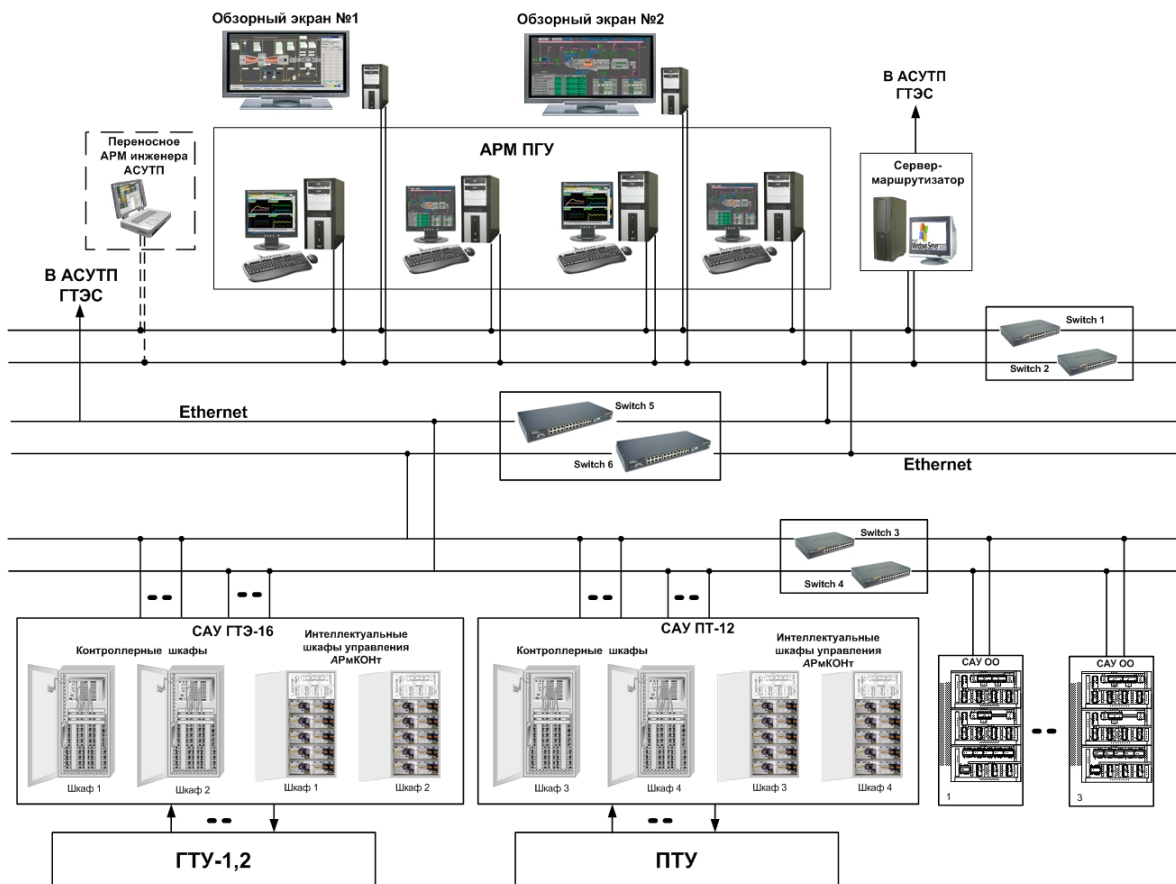 Обзорный экран №1
Обзорный экран №2
В АСУТП
ГТЭС
Переносное
АРМ инженера
АСУТП
АРМ ПГУ
Сервер-
маршрутизатор
Windows Server
В АСУТП
ГТЭС
Switch 1
Switch 2
Ethernet
Switch 5
Switch 6
Ethernet
Switch 3
Switch 4
САУ ГТЭ-16
Контроллерные шкафы
Интеллектуальные
шкафы управления
АРмКОНт
Шкаф 1
Шкаф 2
Шкаф 1
Шкаф 2
САУ ПТ-12
Контроллерные шкафы
Интеллектуальные
шкафы управления
АРмКОНт
Шкаф 3
Шкаф 4
Шкаф 3
Шкаф 4
САУ ОО
1
САУ ОО
3
ГТУ-1,2
ПТУ